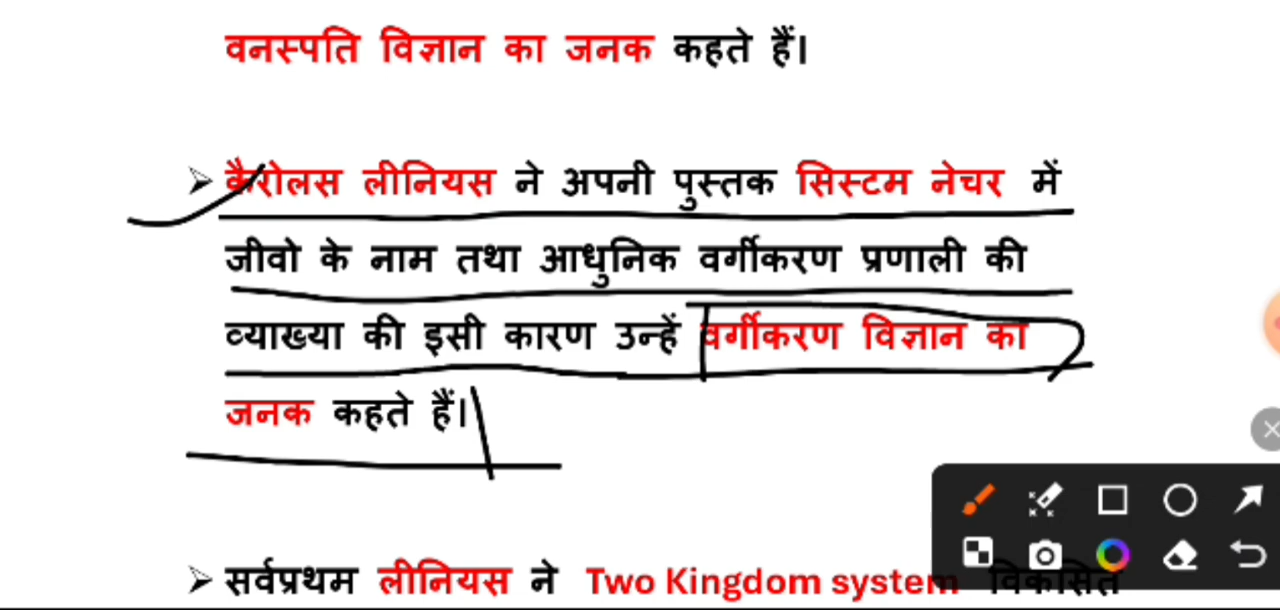 वनस्पति विज्ञान का जनक कहते हैं।
➢ कैरोलस लीनियस ने अपनी पुस्तक सिस्टम नेचर में
जीवो के नाम तथा आधुनिक वर्गीकरण प्रणाली की
व्याख्या की इसी कारण उन्हें वर्गीकरण विज्ञान का
जनक कहते हैं।
➢ सर्वप्रथम लीनियस ने Two Kingdom system विकसित